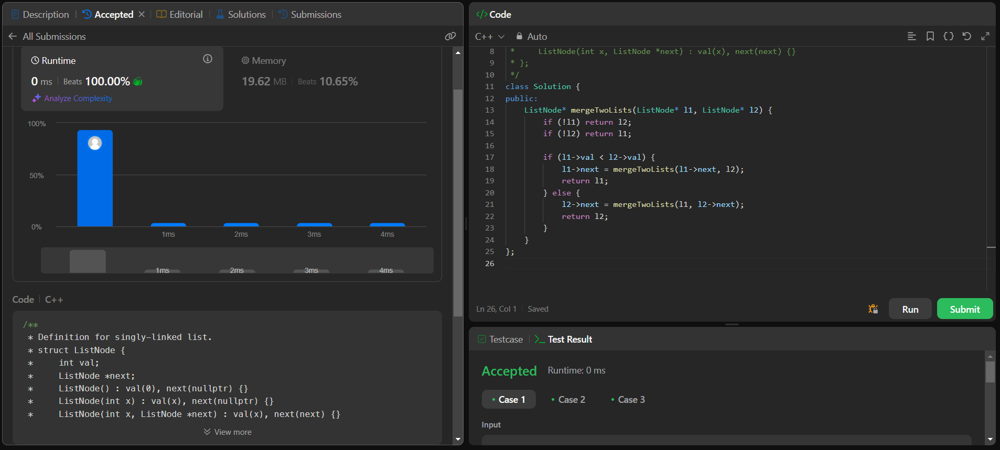 Description
Accepted
Editorial
Solutions
Submissions
All Submissions
Runtime
0 ms
Beats 100.00%
Analyze Complexity
Memory
19.62 MB
Beats 10.65%
100%
50%
0%
1ms
2ms
3ms
4ms
1ms
2ms
3ms
4ms
Code
C++
/**
* Definition for singly-linked list.
* struct ListNode {
*     int val;
*     ListNode *next;
*     ListNode() : val(0), next(nullptr) {}
*     ListNode(int x) : val(x), next(nullptr) {}
*     ListNode(int x, ListNode *next) : val(x), next(next) {}
View more
</> Code
C++
Auto
8 *     ListNode(int x, ListNode *next) : val(x), next(next) {}
9 * };
10 */
11 class Solution {
12 public:
13     ListNode* mergeTwoLists(ListNode* l1, ListNode* l2) {
14         if (!l1) return l2;
15         if (!l2) return l1;
16
17         if (l1->val < l2->val) {
18             l1->next = mergeTwoLists(l1->next, l2);
19             return l1;
20         } else {
21             l2->next = mergeTwoLists(l1, l2->next);
22             return l2;
23         }
24     }
25 };
26
Ln 26, Col 1
Saved
Run
Submit
Testcase
Test Result
Accepted
Runtime: 0 ms
Case 1
Case 2
Case 3
Input